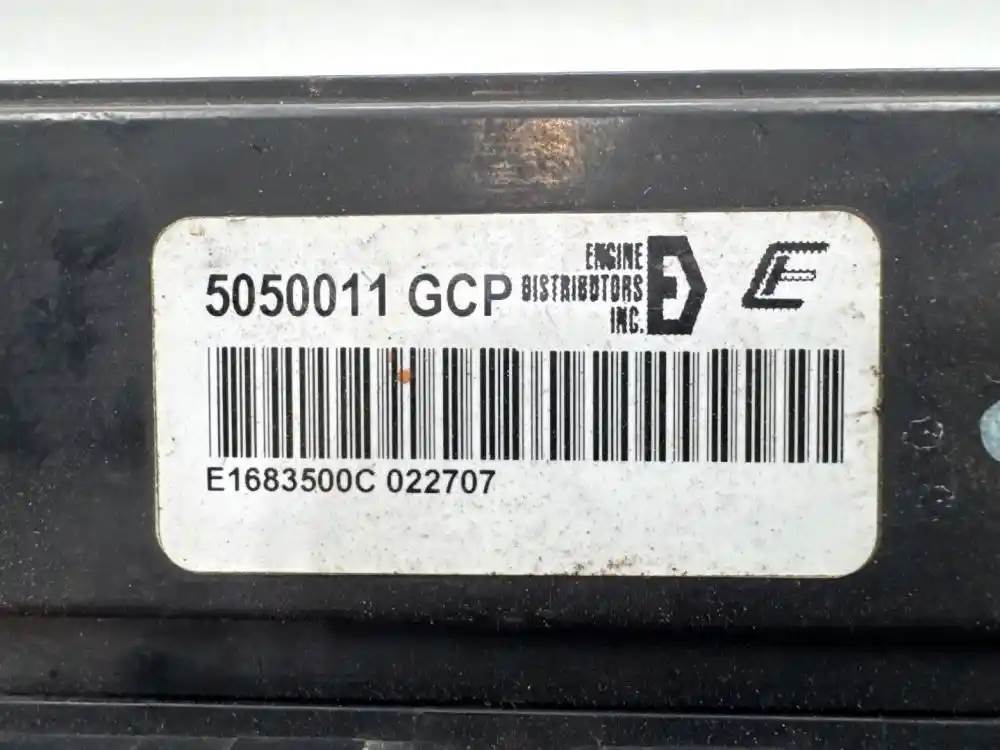 5050011 GCP
ENGINE
DISTRIBUTORS
INC.
E1683500C 022707